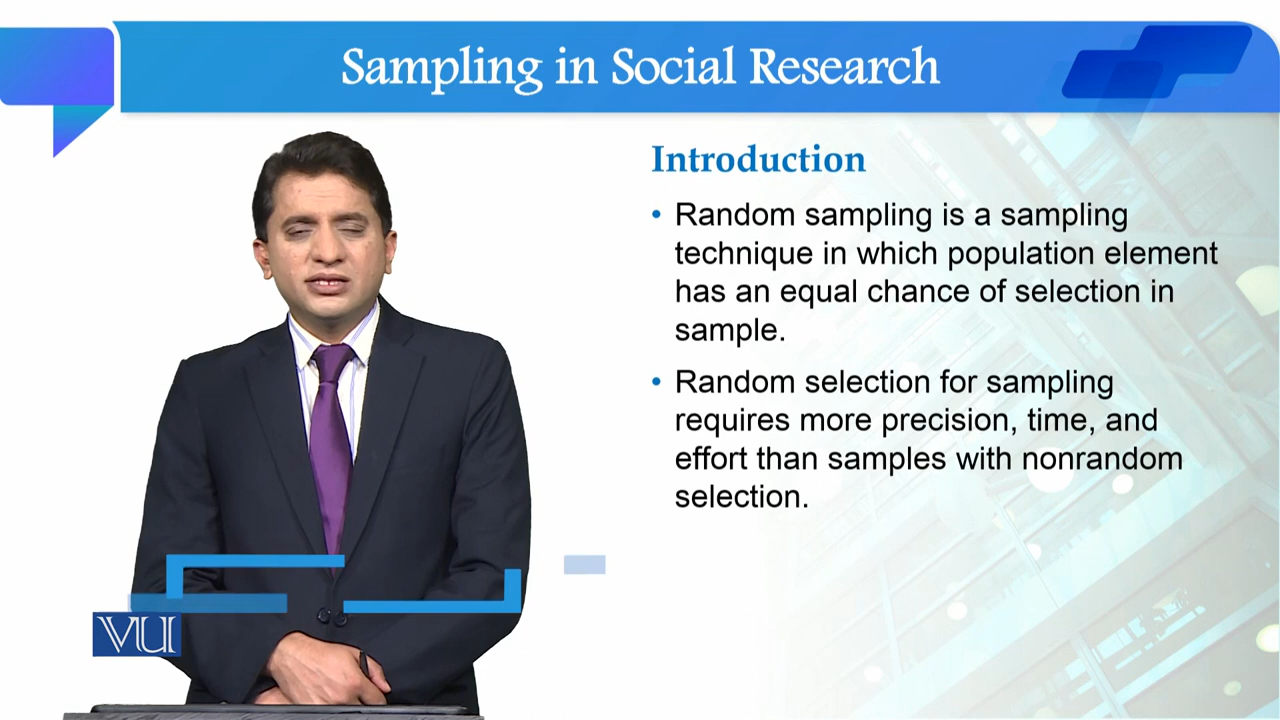 Sampling in Social Research
Introduction
• Random sampling is a sampling
technique in which population element
has an equal chance of selection in
sample.
• Random selection for sampling
requires more precision, time, and
effort than samples with nonrandom
selection.
VU